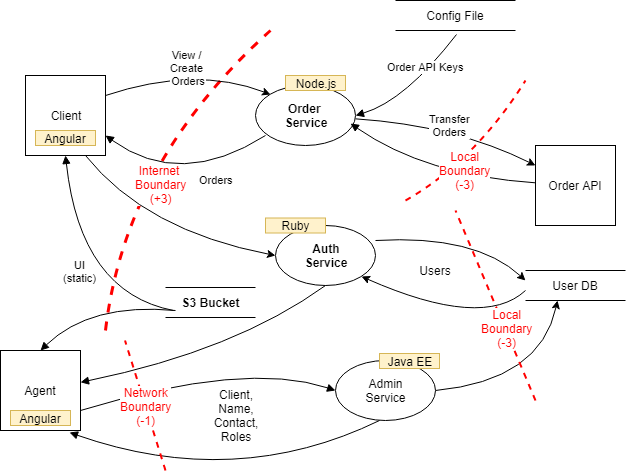 Config File
View /
Create
Orders
Order API Keys
Node.js
Client
Angular
Order
Service
Transfer
Orders
Internet
Boundary
(+3)
Orders
Local
Boundary
(-3)
Order API
Ruby
Auth
Service
UI
(static)
Users
User DB
S3 Bucket
Local
Boundary
(-3)
Java EE
Agent
Angular
Network
Boundary
(-1)
Client,
Name,
Contact,
Roles
Admin
Service